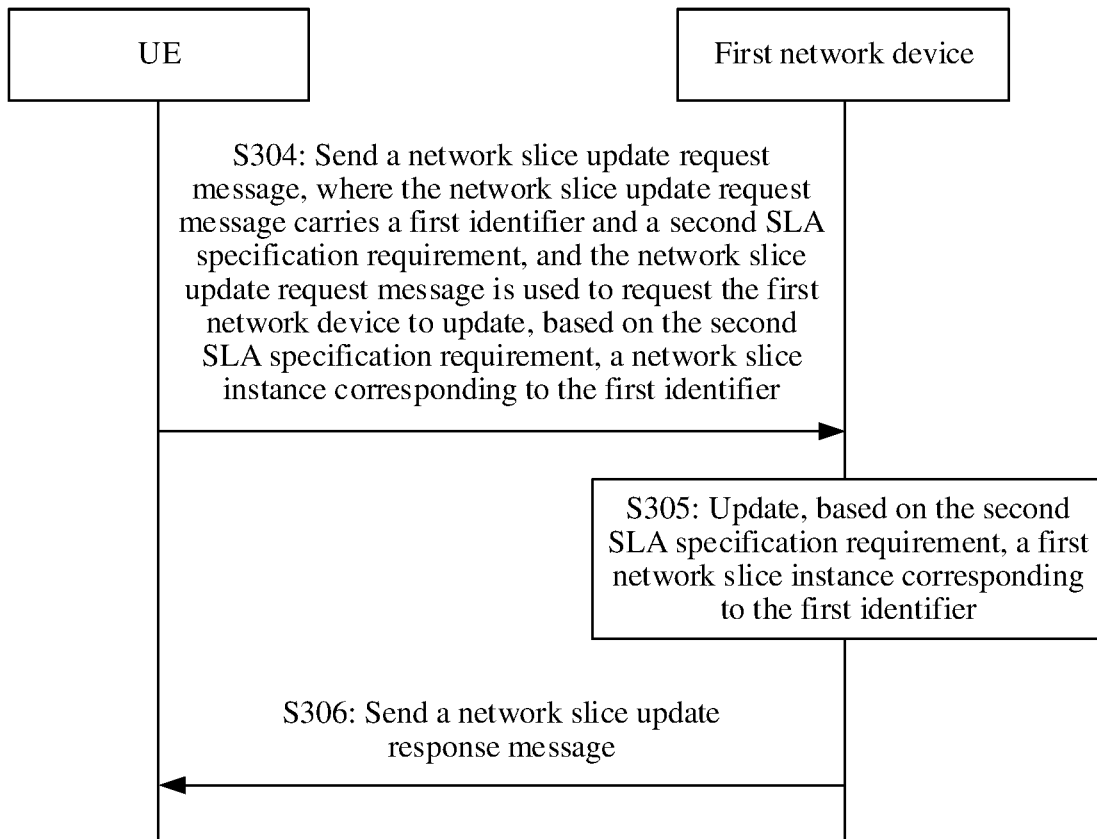 UE
First network device
S304: Send a network slice update request
message, where the network slice update request
message carries a first identifier and a second SLA
specification requirement, and the network slice
update request message is used to request the first
network device to update, based on the second
SLA specification requirement, a network slice
instance corresponding to the first identifier
S305: Update, based on the second
SLA specification requirement, a first
network slice instance corresponding
to the first identifier
S306: Send a network slice update
response message